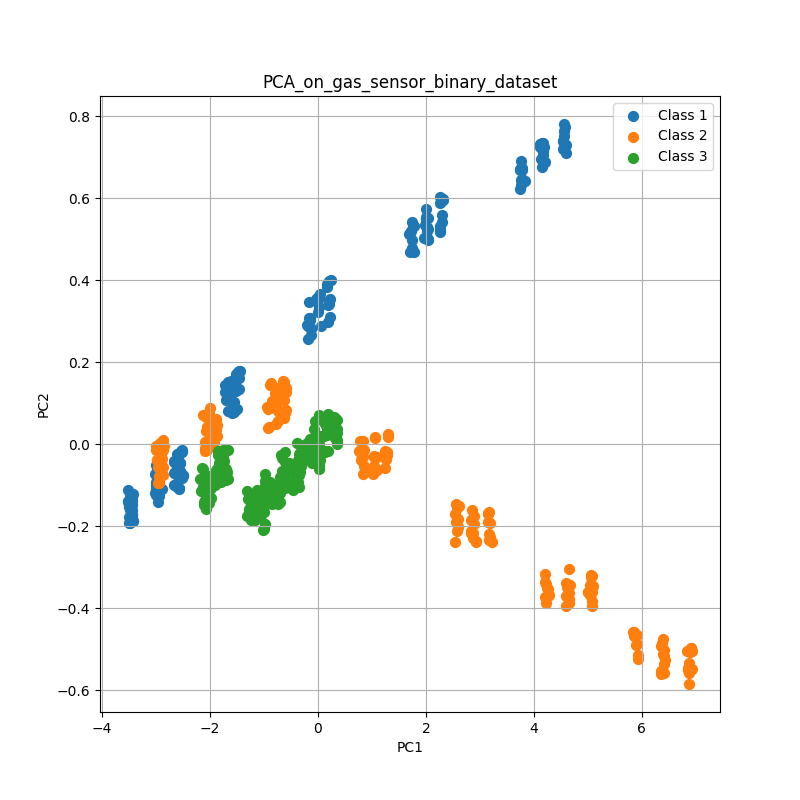 PCA_on_gas_sensor_binary_dataset
Class 1
Class 2
Class 3
0.8
0.6
0.4
0.2
0.0
−0.2
−0.4
−0.6
PC2
−4 −2 0 2 4 6
PC1